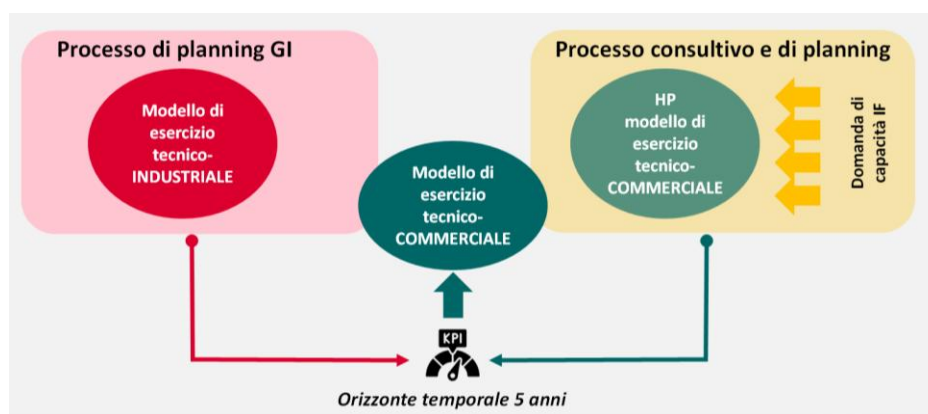 Processo di planning GI
Modello di
esercizio
tecnico-
INDUSTRIALE
Modello di
esercizio
tecnico-
COMMERCIALE
Processo consultivo e di planning
HP
modello di
esercizio
tecnico-
COMMERCIALE
Domanda di
capacità IF
KPI
Orizzonte temporale 5 anni